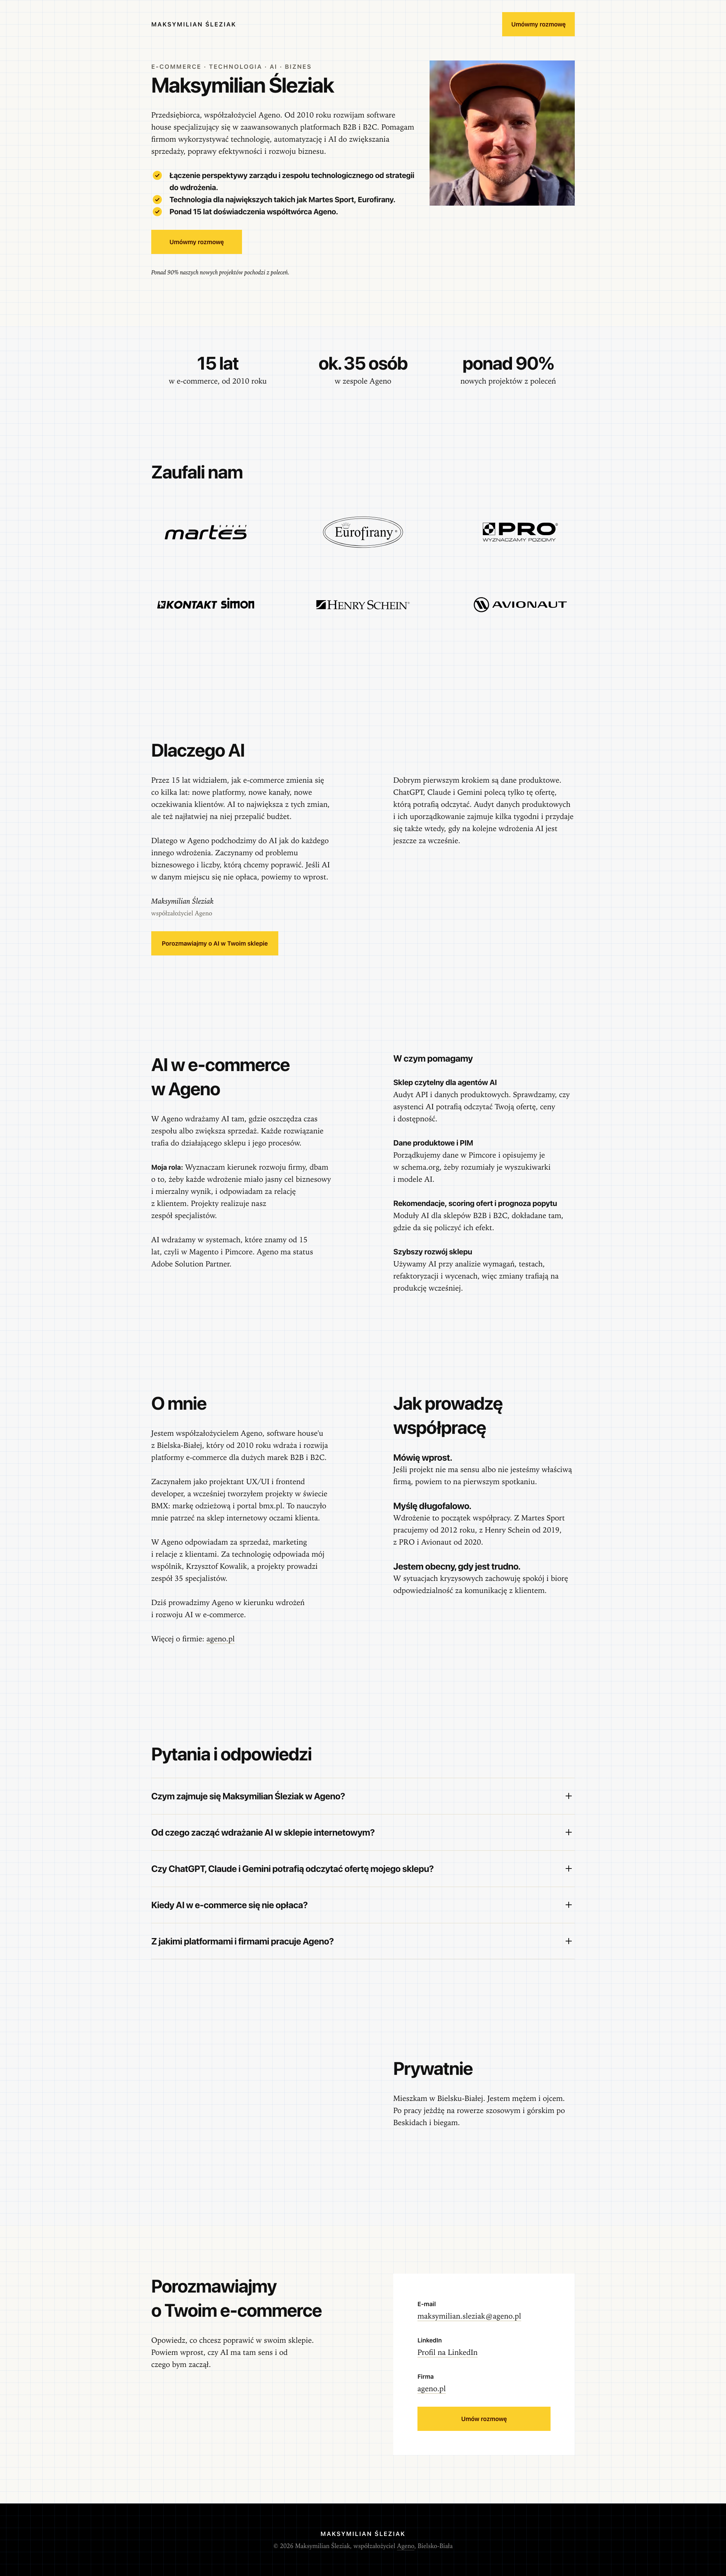 MAKSYMILIAN ŚLEZIAK
Umówmy rozmowę
E-COMMERCE · TECHNOLOGIA · AI · BIZNES
Maksymilian Śleziak
Przedsiębiorca, współzałożyciel Ageno. Od 2010 roku rozwijam software
house specjalizujący się w zaawansowanych platformach B2B i B2C. Pomagam
firmom wykorzystywać technologię, automatyzację i AI do zwiększania
sprzedaży, poprawy efektywności i rozwoju biznesu.
Łączenie perspektywy zarządu i zespołu technologicznego od strategii
do wdrożenia.
Technologia dla największych takich jak Martes Sport, Eurofirany.
Ponad 15 lat doświadczenia współtwórca Ageno.
Umówmy rozmowę
Ponad 90% naszych nowych projektów pochodzi z poleceń.
15 lat
w e-commerce, od 2010 roku
ok. 35 osób
w zespole Ageno
ponad 90%
nowych projektów z poleceń
Zaufali nam
martes
Eurofirany
PRO
WYZNACZAMY POZIOMY
KONTAKT simon
HENRY SCHEIN
AVIONAUT
Dlaczego AI
Przez 15 lat widziałem, jak e-commerce zmienia się
co kilka lat: nowe platformy, nowe kanały, nowe
oczekiwania klientów. AI to największa z tych zmian,
ale też najłatwiej na niej przepalić budżet.
Dlatego w Ageno podchodzimy do AI jak do każdego
innego wdrożenia. Zaczynamy od problemu
biznesowego i liczby, którą chcemy poprawić. Jeśli AI
w danym miejscu się nie opłaca, powiemy to wprost.
Maksymilian Śleziak
współzałożyciel Ageno
Porozmawiajmy o AI w Twoim sklepie
Dobrym pierwszym krokiem są dane produktowe.
ChatGPT, Claude i Gemini polecą tylko tę ofertę,
którą potrafią odczytać. Audyt danych produktowych
i ich uporządkowanie zajmuje kilka tygodni i przydaje
się także wtedy, gdy na kolejne wdrożenia AI jest
jeszcze za wcześnie.
AI w e-commerce
w Ageno
W Ageno wdrażamy AI tam, gdzie oszczędza czas
zespołu albo zwiększa sprzedaż. Każde rozwiązanie
trafia do działającego sklepu i jego procesów.
Moja rola: Wyznaczam kierunek rozwoju firmy, dbam
o to, żeby każde wdrożenie miało jasny cel biznesowy
i mierzalny wynik, i odpowiadam za relację
z klientem. Projekty realizuje nasz
zespół specjalistów.
AI wdrażamy w systemach, które znamy od 15
lat, czyli w Magento i Pimcore. Ageno ma status
Adobe Solution Partner.
W czym pomagamy
Sklep czytelny dla agentów AI
Audyt API i danych produktowych. Sprawdzamy, czy
asystenci AI potrafią odczytać Twoją ofertę, ceny
i dostępność.
Dane produktowe i PIM
Porządkujemy dane w Pimcore i opisujemy je
w schema.org, żeby rozumiały je wyszukiwarki
i modele AI.
Rekomendacje, scoring ofert i prognoza popytu
Moduły AI dla sklepów B2B i B2C, dokładane tam,
gdzie da się policzyć ich efekt.
Szybszy rozwój sklepu
Używamy AI przy analizie wymagań, testach,
refaktoryzacji i wycenach, więc zmiany trafiają na
produkcję wcześniej.
O mnie
Jestem współzałożycielem Ageno, software house'u
z Bielska-Białej, który od 2010 roku wdraża i rozwija
platformy e-commerce dla dużych marek B2B i B2C.
Zaczynałem jako projektant UX/UI i frontend
developer, a wcześniej tworzyłem projekty w świecie
BMX: markę odzieżową i portal bmx.pl. To nauczyło
mnie patrzeć na sklep internetowy oczami klienta.
W Ageno odpowiadam za sprzedaż, marketing
i relacje z klientami. Za technologię odpowiada mój
wspólnik, Krzysztof Kowalik, a projekty prowadzi
zespół 35 specjalistów.
Dziś prowadzimy Ageno w kierunku wdrożeń
i rozwoju AI w e-commerce.
Więcej o firmie: ageno.pl
Jak prowadzę
współpracę
Mówię wprost.
Jeśli projekt nie ma sensu albo nie jesteśmy właściwą
firmą, powiem to na pierwszym spotkaniu.
Myślę długofalowo.
Wdrożenie to początek współpracy. Z Martes Sport
pracujemy od 2012 roku, z Henry Schein od 2019,
z PRO i Avionaut od 2020.
Jestem obecny, gdy jest trudno.
W sytuacjach kryzysowych zachowuję spokój i biorę
odpowiedzialność za komunikację z klientem.
Pytania i odpowiedzi
Czym zajmuje się Maksymilian Śleziak w Ageno?
Od czego zacząć wdrażanie AI w sklepie internetowym?
Czy ChatGPT, Claude i Gemini potrafią odczytać ofertę mojego sklepu?
Kiedy AI w e-commerce się nie opłaca?
Z jakimi platformami i firmami pracuje Ageno?
Prywatnie
Mieszkam w Bielsku-Białej. Jestem mężem i ojcem.
Po pracy jeżdżę na rowerze szosowym i górskim po
Beskidach i biegam.
Porozmawiajmy
o Twoim e-commerce
Opowiedz, co chcesz poprawić w swoim sklepie.
Powiem wprost, czy AI ma tam sens i od
czego bym zaczął.
E-mail
maksymilian.sleziak@ageno.pl
LinkedIn
Profil na LinkedIn
Firma
ageno.pl
Umów rozmowę
MAKSYMILIAN ŚLEZIAK
© 2026 Maksymilian Śleziak, współzałożyciel Ageno, Bielsko-Biała